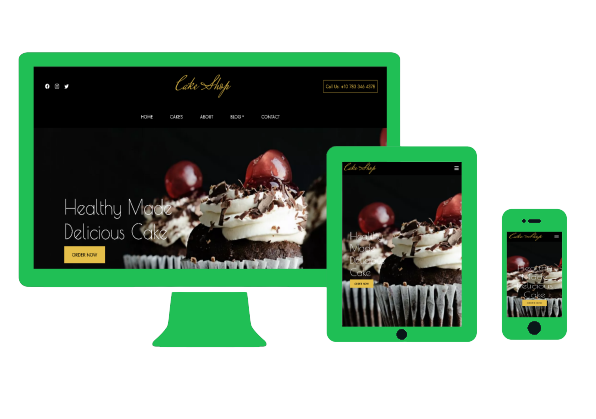 Cake Shop
Call Us: +10 783 346 4378
HOME CAKES ABOUT BLOG CONTACT
Healthy Made
Delicious Cake
ORDER NOW
Cake Shop
Healthy
Made
Delicious
Cake
ORDER NOW
Cake Shop
Healthy
Made
Delicious
Cake
ORDER NOW